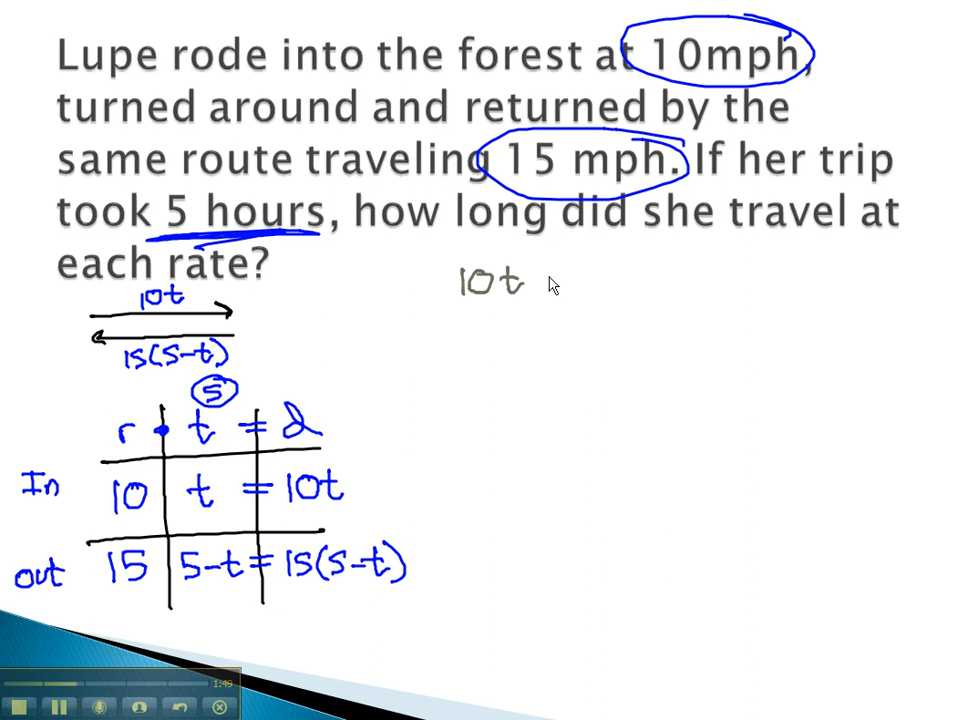 Lupe rode into the forest at 10mph,
turned around and returned by the
same route traveling 15 mph. If her trip
took 5 hours, how long did she travel at
each rate?
10t
10t
15(5-t)
5
r · t = d
In 10 t = 10t
out 15 5-t = 15(5-t)
1:49